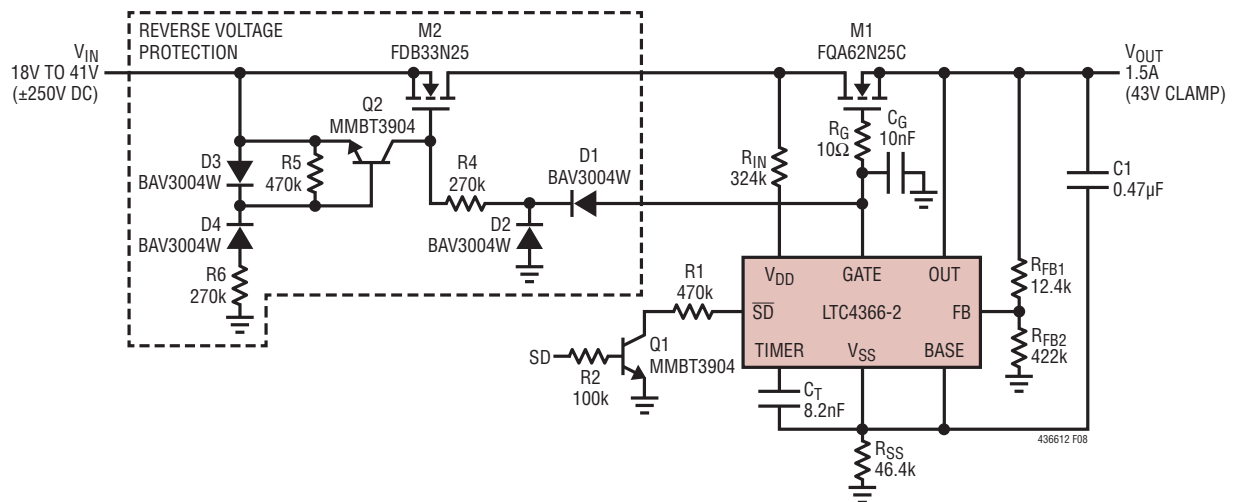 REVERSE VOLTAGE
PROTECTION
M2
FDB33N25
M1
FQA62N25C
VIN
18V TO 41V
(±250V DC)
VOUT
1.5A
(43V CLAMP)
Q2
MMBT3904
RG
10Ω
CG
10nF
D3
BAV3004W
R5
470k
R4
270k
D1
BAV3004W
RIN
324k
C1
0.47µF
D4
BAV3004W
D2
BAV3004W
R6
270k
R1
470k
VDD
GATE
OUT
SD
LTC4366-2
FB
TIMER
VSS
BASE
RFB1
12.4k
RFB2
422k
SD
R2
100k
Q1
MMBT3904
CT
8.2nF
RSS
46.4k
436612 F08